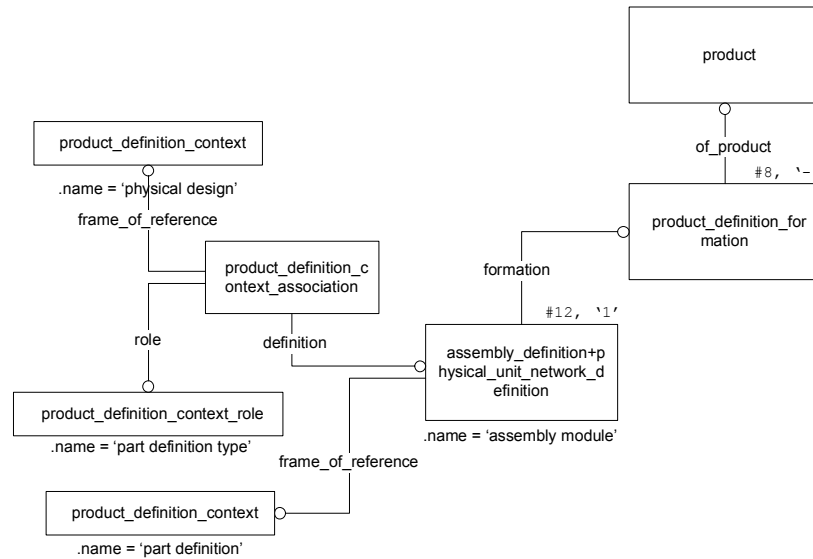 product
of_product
#8, ‘-
product_definition_for
mation
product_definition_context
.name = ‘physical design’
frame_of_reference
product_definition_c
ontext_association
formation
#12, ‘1’
role
definition
assembly_definition+p
hysical_unit_network_d
efinition
product_definition_context_role
.name = ‘part definition type’
.name = ‘assembly module’
frame_of_reference
product_definition_context
.name = ‘part definition’